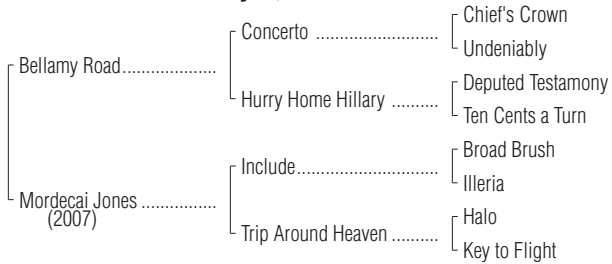 Chief's Crown
Concerto ..........................
Undeniably
Bellamy Road....................
Deputed Testamony
Hurry Home Hillary ..........
Ten Cents a Turn
Broad Brush
Include..............................
Illeria
Mordecai Jones ................
(2007)
Halo
Trip Around Heaven ..........
Key to Flight